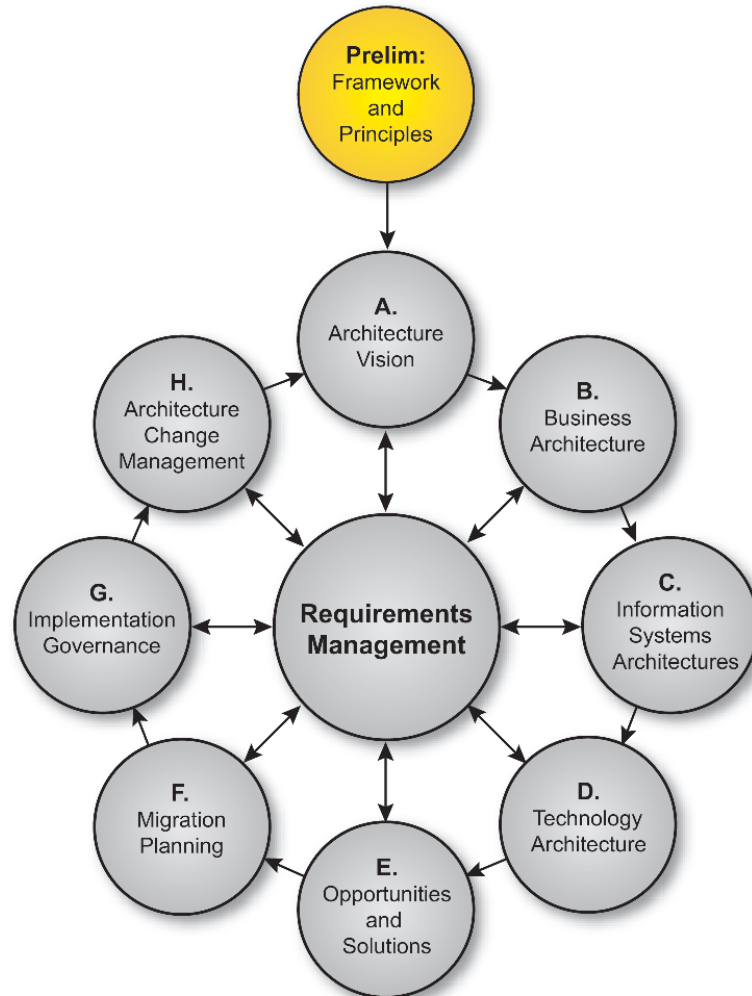 Prelim:
Framework
and
Principles
A.
Architecture
Vision
B.
Business
Architecture
C.
Information
Systems
Architectures
D.
Technology
Architecture
E.
Opportunities
and
Solutions
F.
Migration
Planning
G.
Implementation
Governance
H.
Architecture
Change
Management
Requirements
Management